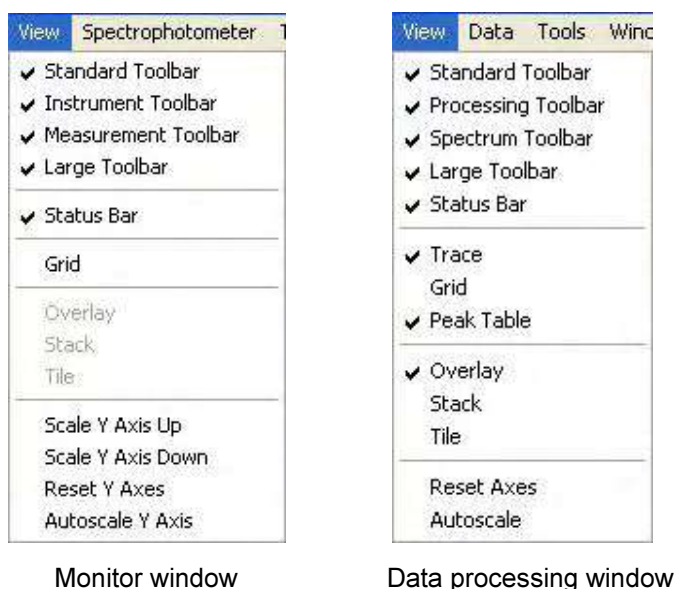 View Spectrophotometer
Standard Toolbar
Instrument Toolbar
Measurement Toolbar
Large Toolbar
Status Bar
Grid
Overlay
Stack
Tile
Scale Y Axis Up
Scale Y Axis Down
Reset Y Axes
Autoscale Y Axis
Monitor window
View Data Tools Wind
Standard Toolbar
Processing Toolbar
Spectrum Toolbar
Large Toolbar
Status Bar
Trace
Grid
Peak Table
Overlay
Stack
Tile
Reset Axes
Autoscale
Data processing window